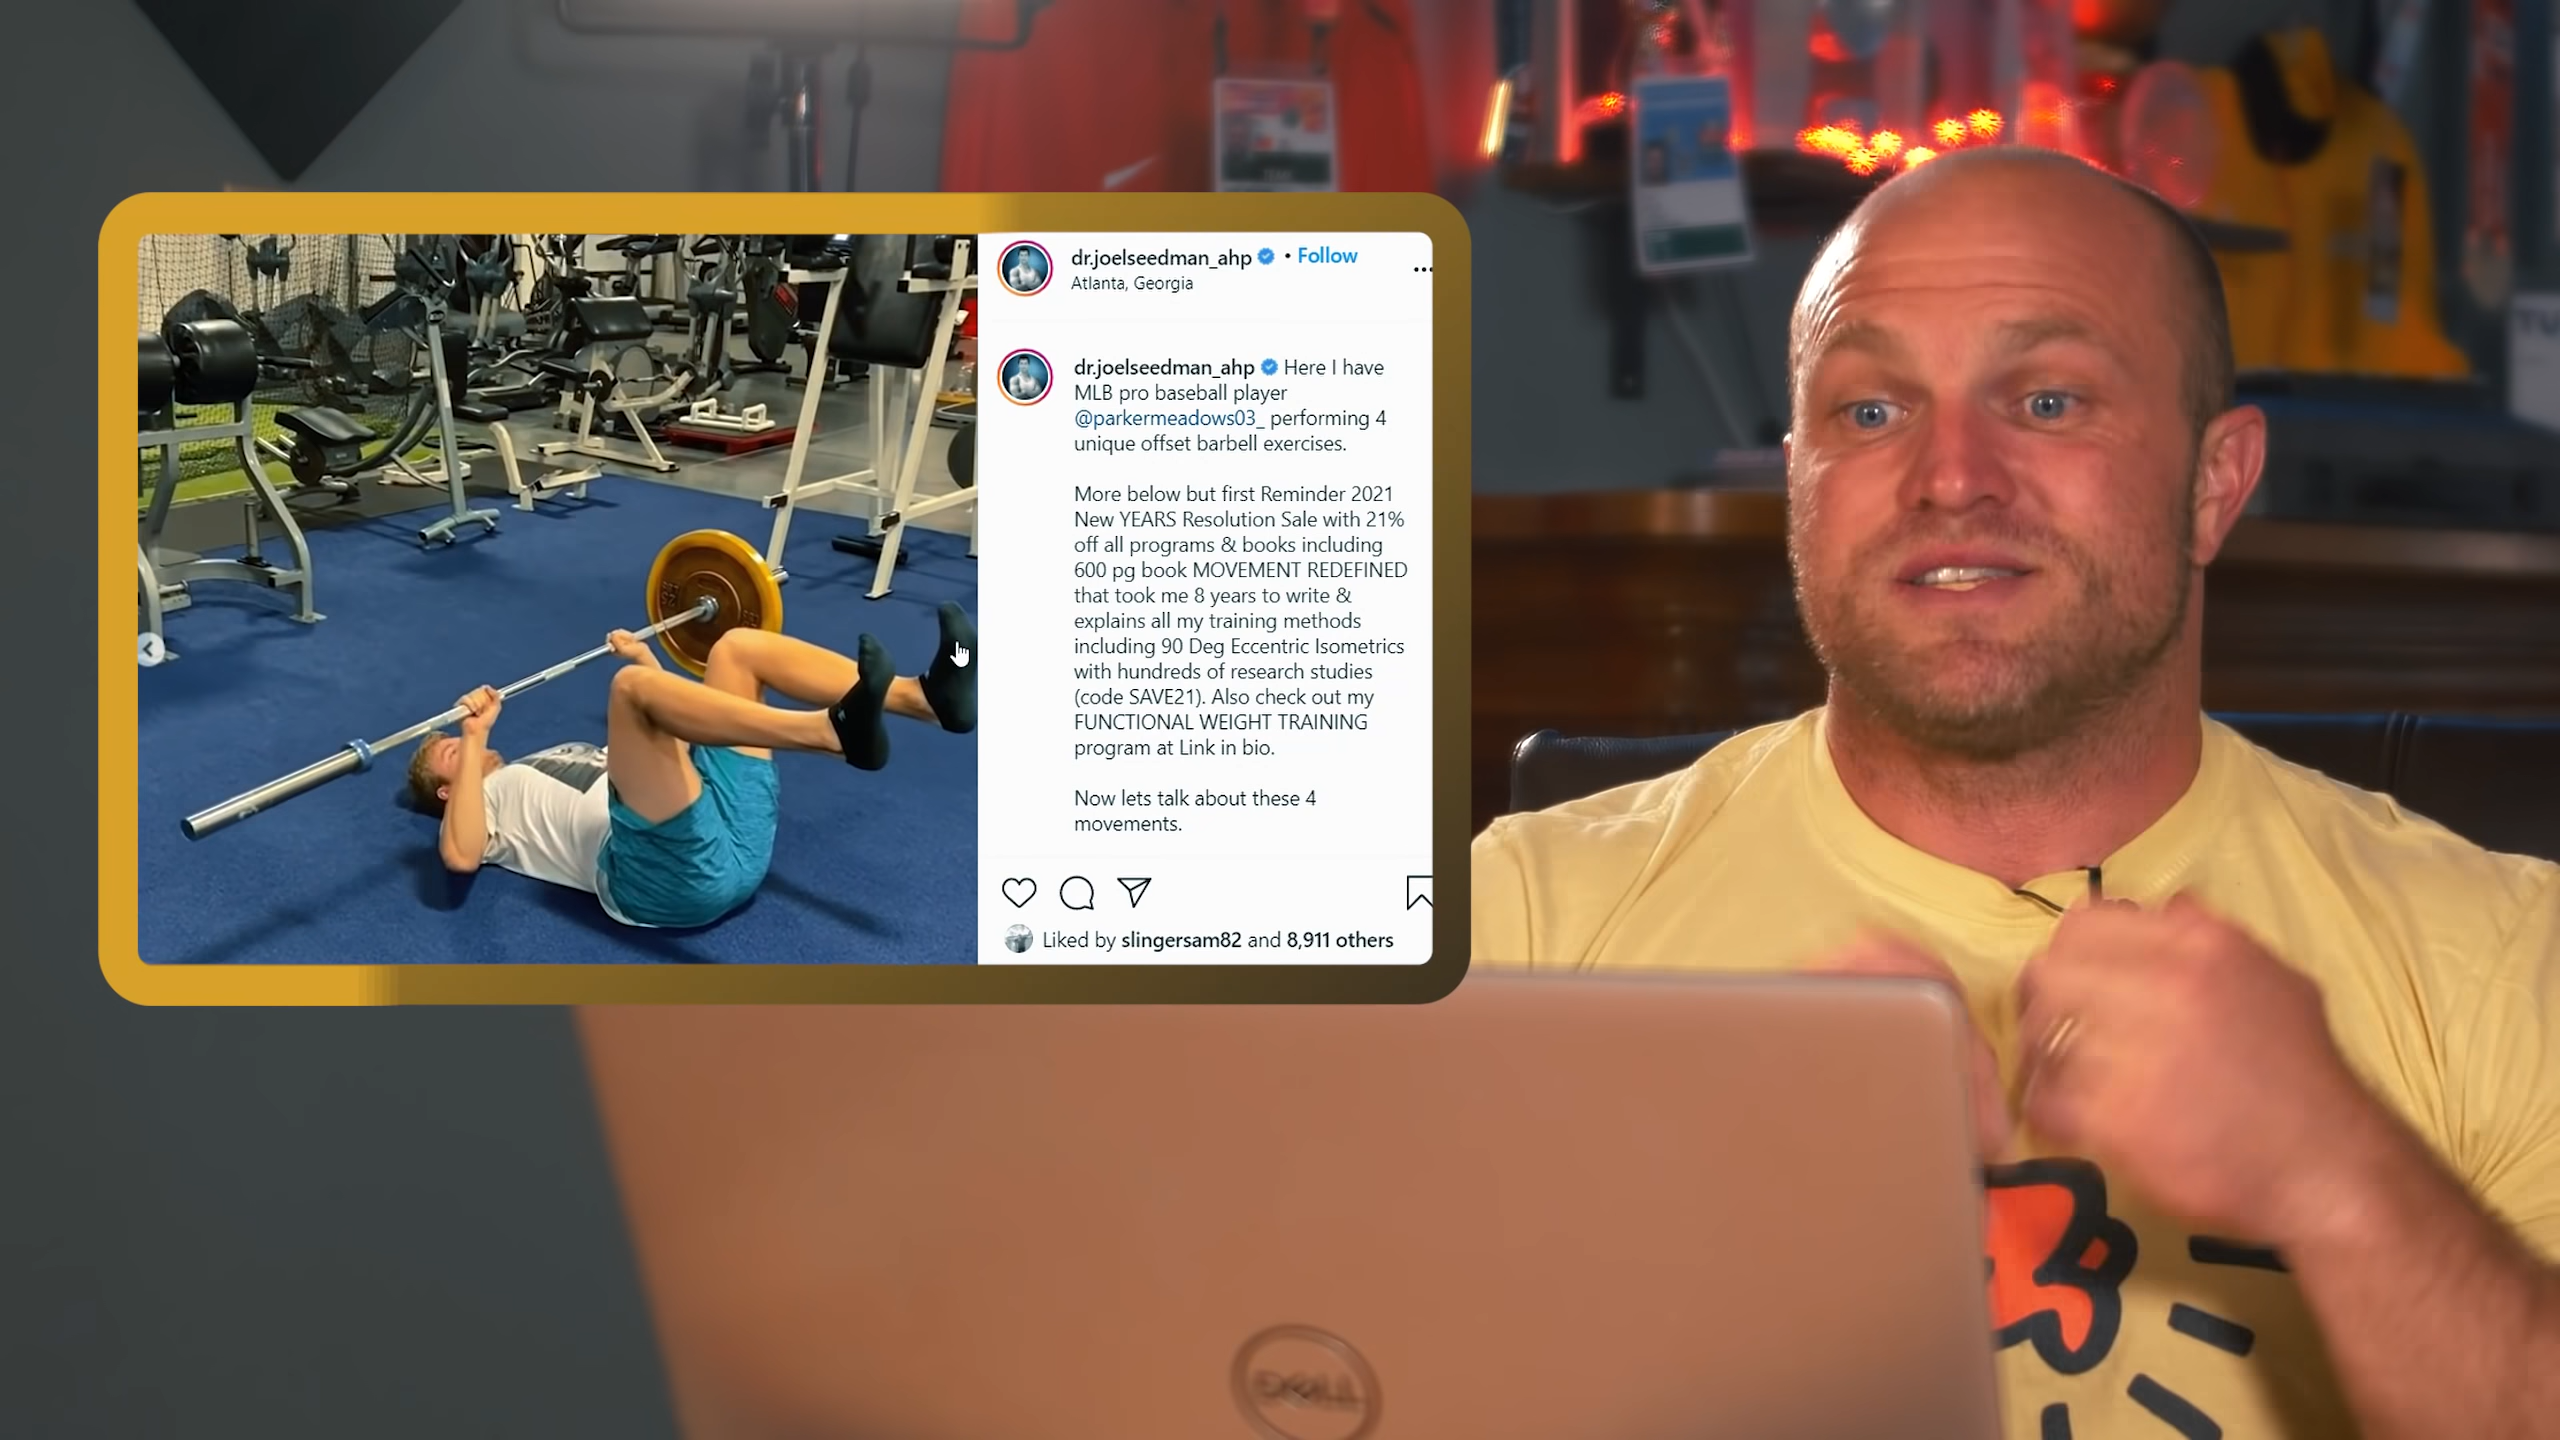 dr.joelseedman_ahp • Follow
Atlanta, Georgia
...
dr.joelseedman_ahp Here I have
MLB pro baseball player
@parkermeadows03_ performing 4
unique offset barbell exercises.
More below but first Reminder 2021
New YEARS Resolution Sale with 21%
off all programs & books including
600 pg book MOVEMENT REDEFINED
that took me 8 years to write &
explains all my training methods
including 90 Deg Eccentric Isometrics
with hundreds of research studies
(code SAVE21). Also check out my
FUNCTIONAL WEIGHT TRAINING
program at Link in bio.
Now lets talk about these 4
movements.
Liked by slingersam82 and 8,911 others
DELL